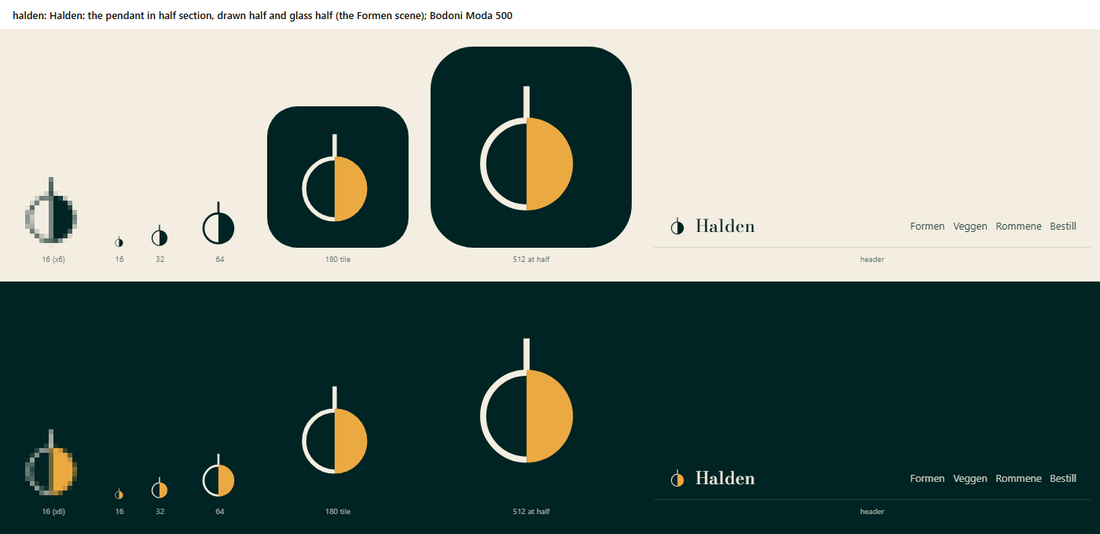 halden: Halden: the pendant in half section, drawn half and glass half (the Formen scene); Bodoni Moda 500
Halden Formen Veggen Rommene Bestill
16 (x6) 16 32 64 180 tile 512 at half header
Halden Formen Veggen Rommene Bestill
16 (x6) 16 32 64 180 tile 512 at half header